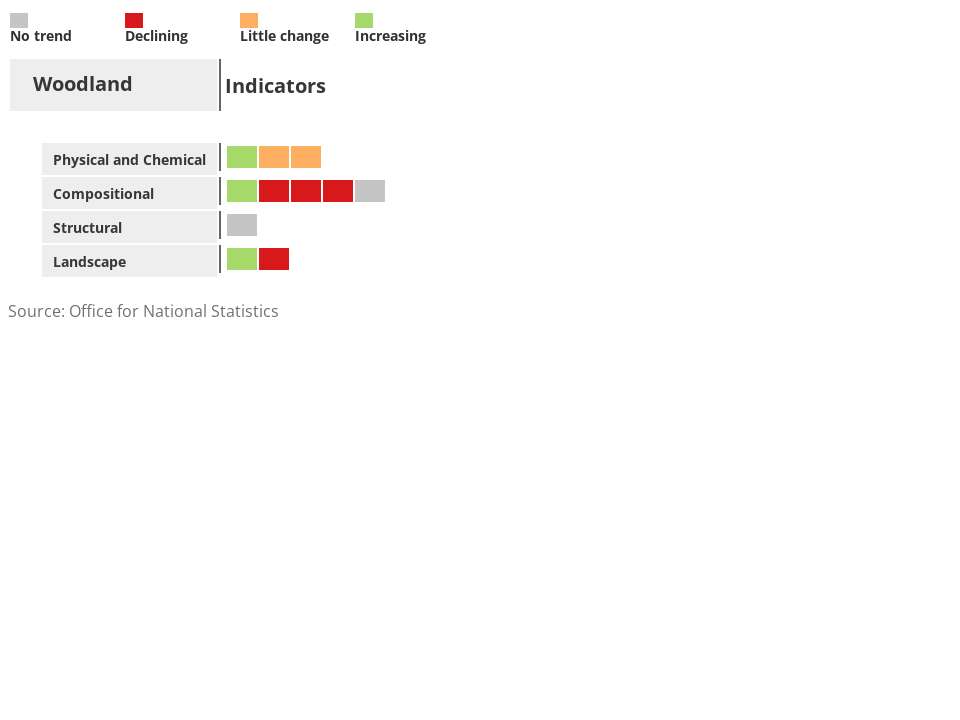 No trend Declining Little change Increasing
Woodland Indicators
Physical and Chemical
Compositional
Structural
Landscape
Source: Office for National Statistics